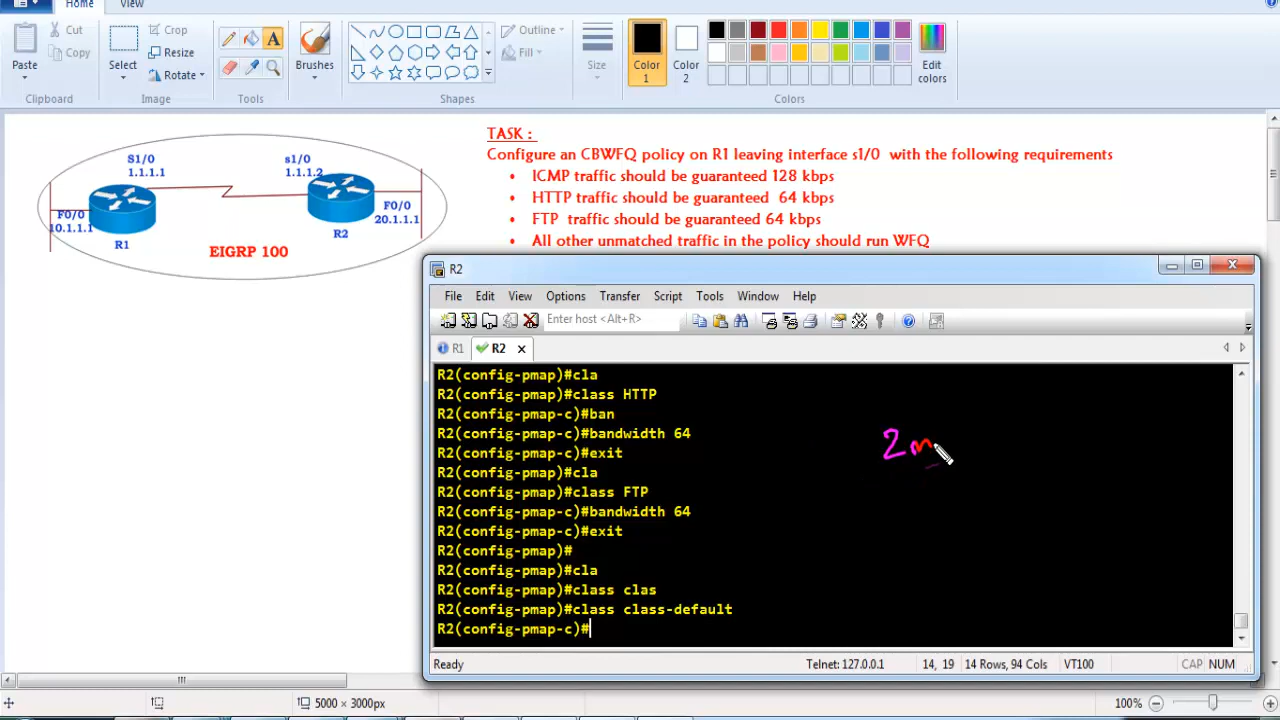 Home View
Cut
Copy
Paste
Clipboard
Select
Crop
Resize
Rotate
Image
Tools
Brushes
Outline
Fill
Shapes
Size
Color 1
Color 2
Edit colors
Colors
TASK :
Configure an CBWFQ policy on R1 leaving interface s1/0 with the following requirements
• ICMP traffic should be guaranteed 128 kbps
• HTTP traffic should be guaranteed 64 kbps
• FTP traffic should be guaranteed 64 kbps
• All other unmatched traffic in the policy should run WFQ
S1/0
1.1.1.1
s1/0
1.1.1.2
F0/0
10.1.1.1
R1
F0/0
20.1.1.1
R2
EIGRP 100
R2
File Edit View Options Transfer Script Tools Window Help
Enter host <Alt+R>
R1 R2
R2(config-pmap)#cla
R2(config-pmap)#class HTTP
R2(config-pmap-c)#ban
R2(config-pmap-c)#bandwidth 64
R2(config-pmap-c)#exit
R2(config-pmap)#cla
R2(config-pmap)#class FTP
R2(config-pmap-c)#bandwidth 64
R2(config-pmap-c)#exit
R2(config-pmap)#
R2(config-pmap)#cla
R2(config-pmap)#class clas
R2(config-pmap)#class class-default
R2(config-pmap-c)#
2m
Ready Telnet: 127.0.0.1 14, 19 14 Rows, 94 Cols VT100 CAP NUM
5000 × 3000px 100%